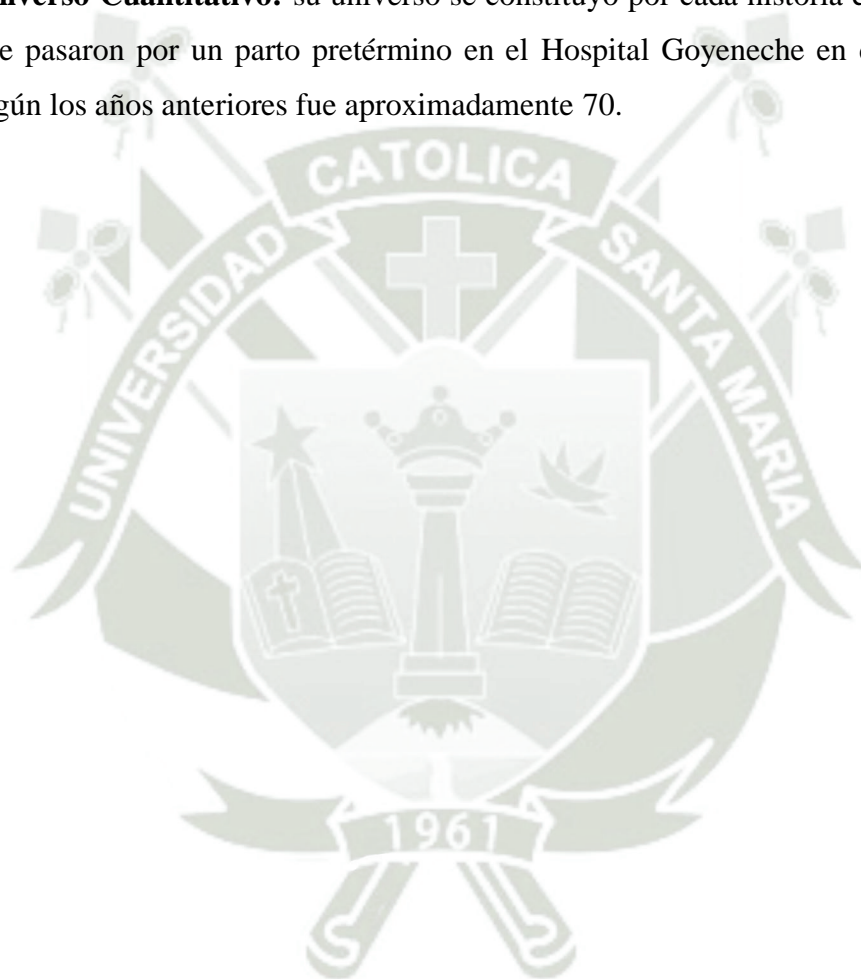 niverso Cuantitativo: su universo se constituyó por cada historia
e pasaron por un parto pretérmino en el Hospital Goyeneche en
gún los años anteriores fue aproximadamente 70.
CATOLICA
UNIVERSIDAD
SANTA MARIA
1961